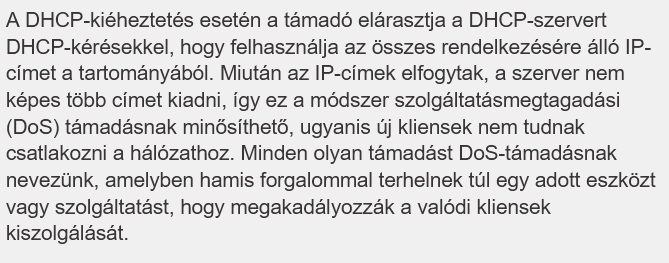 A DHCP-kiéheztetés esetén a támadó elárasztja a DHCP-szervert
DHCP-kérésekkel, hogy felhasználja az összes rendelkezésére álló IP-
címet a tartományából. Miután az IP-címek elfogytak, a szerver nem
képes több címet kiadni, így ez a módszer szolgáltatásmegtagadási
(DoS) támadásnak minősíthető, ugyanis új kliensek nem tudnak
csatlakozni a hálózathoz. Minden olyan támadást DoS-támadásnak
nevezünk, amelyben hamis forgalommal terhelnek túl egy adott eszközt
vagy szolgáltatást, hogy megakadályozzák a valódi kliensek
kiszolgálását.